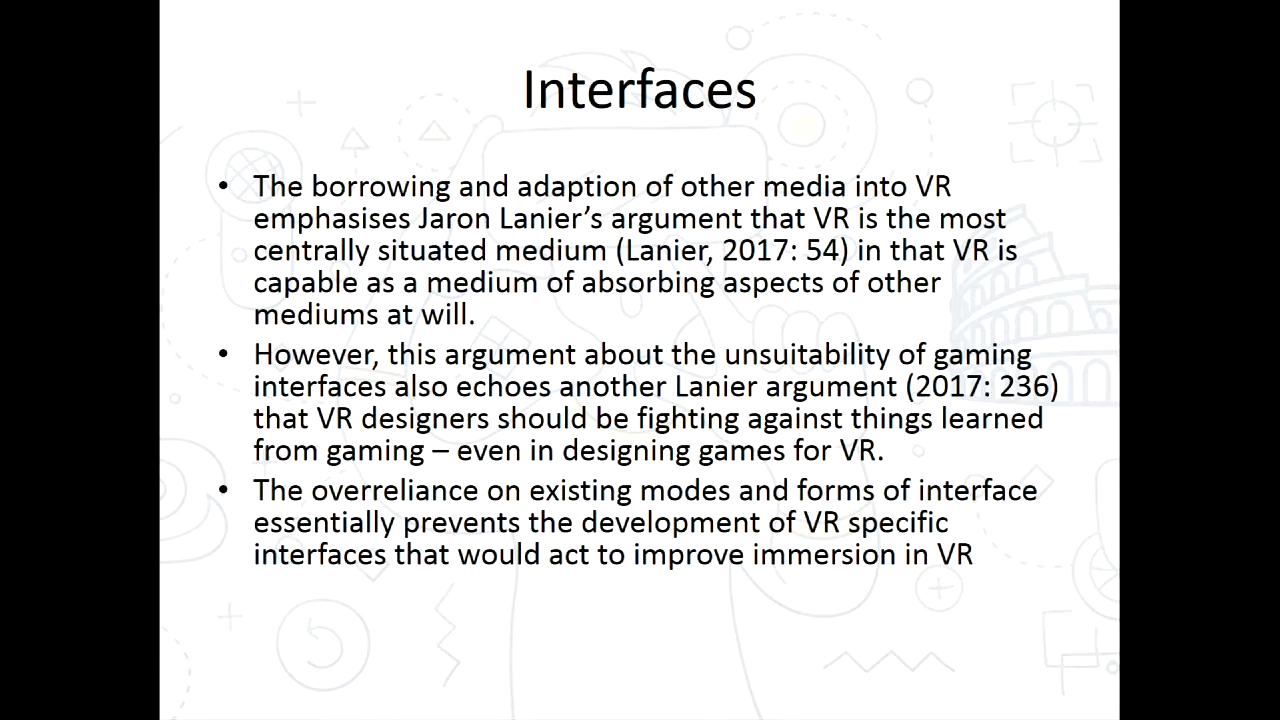 Interfaces
• The borrowing and adaption of other media into VR
emphasises Jaron Lanier’s argument that VR is the most
centrally situated medium (Lanier, 2017: 54) in that VR is
capable as a medium of absorbing aspects of other
mediums at will.
• However, this argument about the unsuitability of gaming
interfaces also echoes another Lanier argument (2017: 236)
that VR designers should be fighting against things learned
from gaming – even in designing games for VR.
• The overreliance on existing modes and forms of interface
essentially prevents the development of VR specific
interfaces that would act to improve immersion in VR